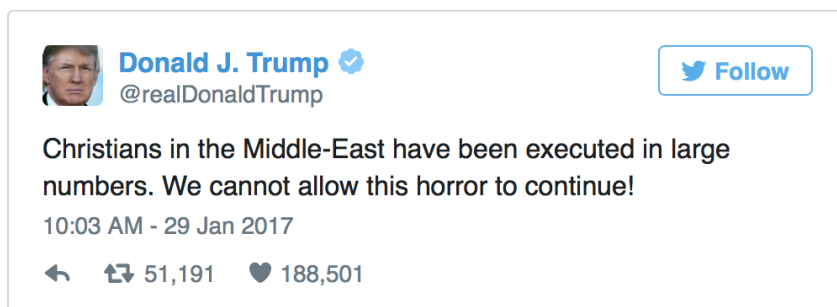 Donald J. Trump
@realDonaldTrump
Follow
Christians in the Middle-East have been executed in large
numbers. We cannot allow this horror to continue!
10:03 AM - 29 Jan 2017
51,191 188,501